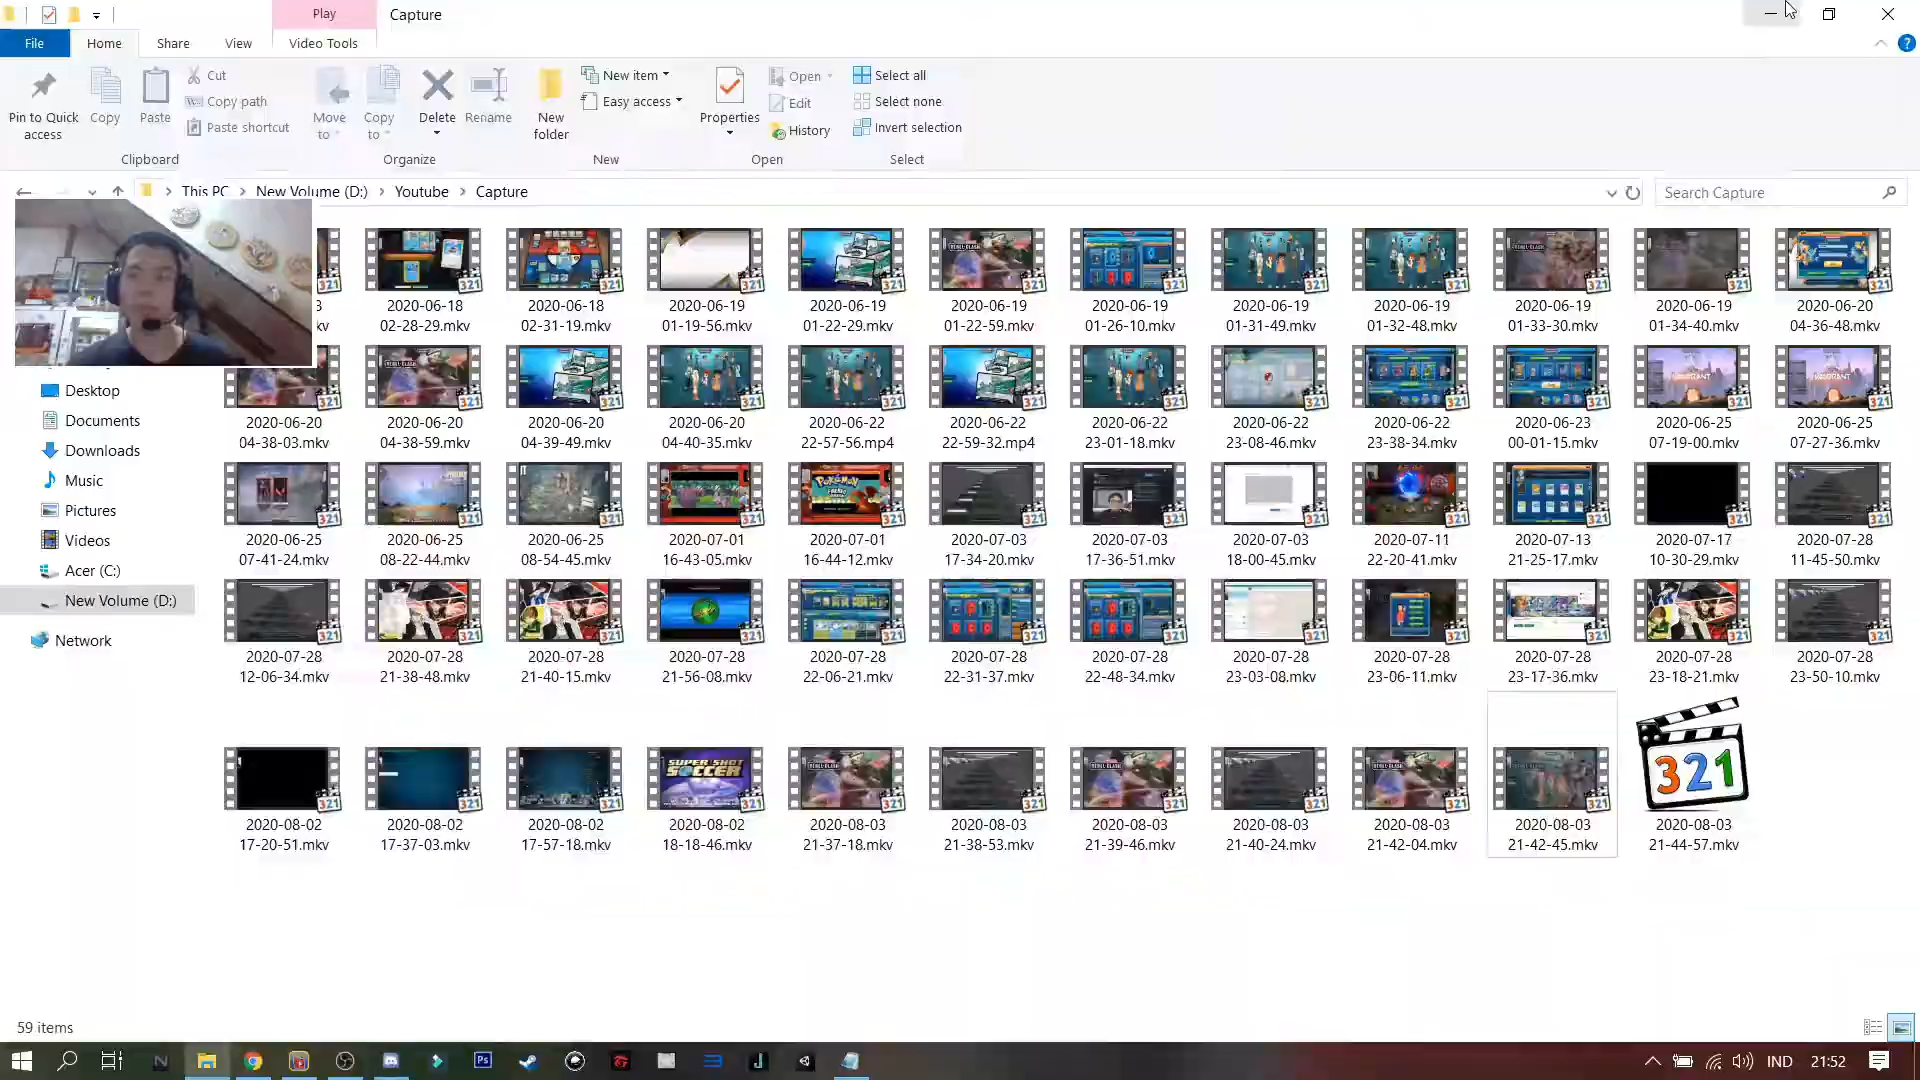 Play
Capture
File
Home
Share
View
Video Tools
Pin to Quick
access
Copy
Paste
Cut
Copy path
Paste shortcut
Clipboard
Move
to
Copy
to
Delete
Rename
Organize
New
folder
New item
Easy access
New
Properties
Open
Edit
History
Open
Select all
Select none
Invert selection
Select
This PC
New Volume (D:)
Youtube
Capture
Search Capture
2020-06-18
02-28-29.mkv
2020-06-18
02-31-19.mkv
2020-06-19
01-19-56.mkv
2020-06-19
01-22-29.mkv
2020-06-19
01-22-59.mkv
2020-06-19
01-26-10.mkv
2020-06-19
01-31-49.mkv
2020-06-19
01-32-48.mkv
2020-06-19
01-33-30.mkv
2020-06-19
01-34-40.mkv
2020-06-20
04-36-48.mkv
Desktop
Documents
Downloads
Music
Pictures
Videos
Acer (C:)
New Volume (D:)
Network
2020-06-20
04-38-03.mkv
2020-06-20
04-38-59.mkv
2020-06-20
04-39-49.mkv
2020-06-20
04-40-35.mkv
2020-06-22
22-57-56.mp4
2020-06-22
22-59-32.mp4
2020-06-22
23-01-18.mkv
2020-06-22
23-08-46.mkv
2020-06-22
23-38-34.mkv
2020-06-23
00-01-15.mkv
2020-06-25
07-19-00.mkv
2020-06-25
07-27-36.mkv
2020-06-25
07-41-24.mkv
2020-06-25
08-22-44.mkv
2020-06-25
08-54-45.mkv
2020-07-01
16-43-05.mkv
2020-07-01
16-44-12.mkv
2020-07-03
17-34-20.mkv
2020-07-03
17-36-51.mkv
2020-07-03
18-00-45.mkv
2020-07-11
22-20-41.mkv
2020-07-13
21-25-17.mkv
2020-07-17
10-30-29.mkv
2020-07-28
11-45-50.mkv
2020-07-28
12-06-34.mkv
2020-07-28
21-38-48.mkv
2020-07-28
21-40-15.mkv
2020-07-28
21-56-08.mkv
2020-07-28
22-06-21.mkv
2020-07-28
22-31-37.mkv
2020-07-28
22-48-34.mkv
2020-07-28
23-03-08.mkv
2020-07-28
23-06-11.mkv
2020-07-28
23-17-36.mkv
2020-07-28
23-18-21.mkv
2020-07-28
23-50-10.mkv
SUPER SHOT
SOCCER
321
2020-08-02
17-20-51.mkv
2020-08-02
17-37-03.mkv
2020-08-02
17-57-18.mkv
2020-08-02
18-18-46.mkv
2020-08-03
21-37-18.mkv
2020-08-03
21-38-53.mkv
2020-08-03
21-39-46.mkv
2020-08-03
21-40-24.mkv
2020-08-03
21-42-04.mkv
2020-08-03
21-42-45.mkv
2020-08-03
21-44-57.mkv
59 items
Ps
IND
21:52